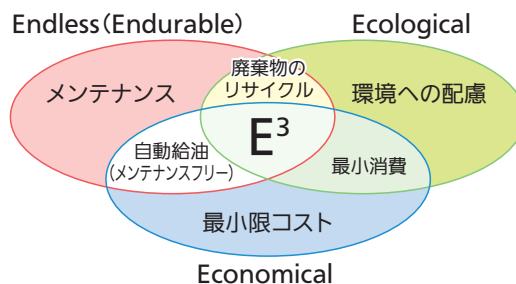 Endless（Endurable）
Ecological
廃棄物の
リサイクル
メンテナンス
環境への配慮
E³
自動給油
（メンテナンスフリー）
最小消費
最小限コスト
Economical